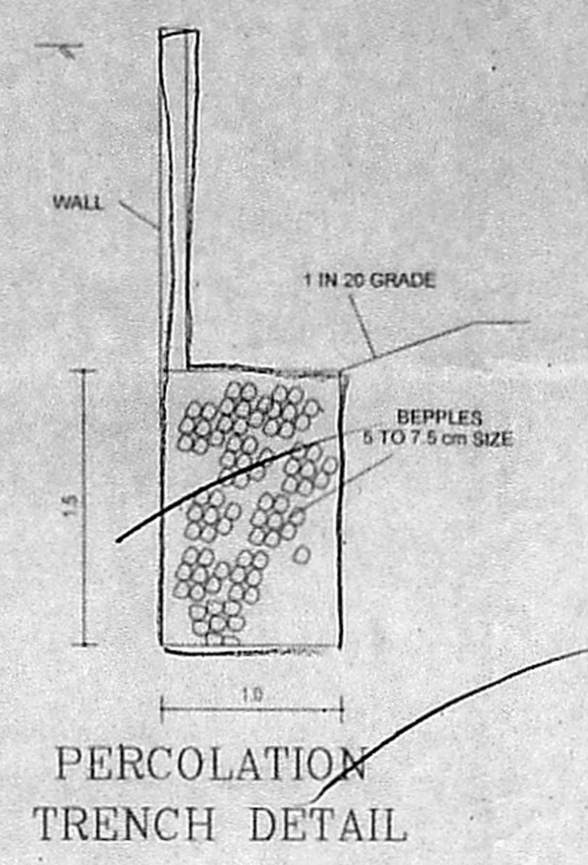 WALL
1 IN 20 GRADE
BEPPLES
5 TO 7.5 cm SIZE
1.5
1.0
PERCOLATION
TRENCH DETAIL